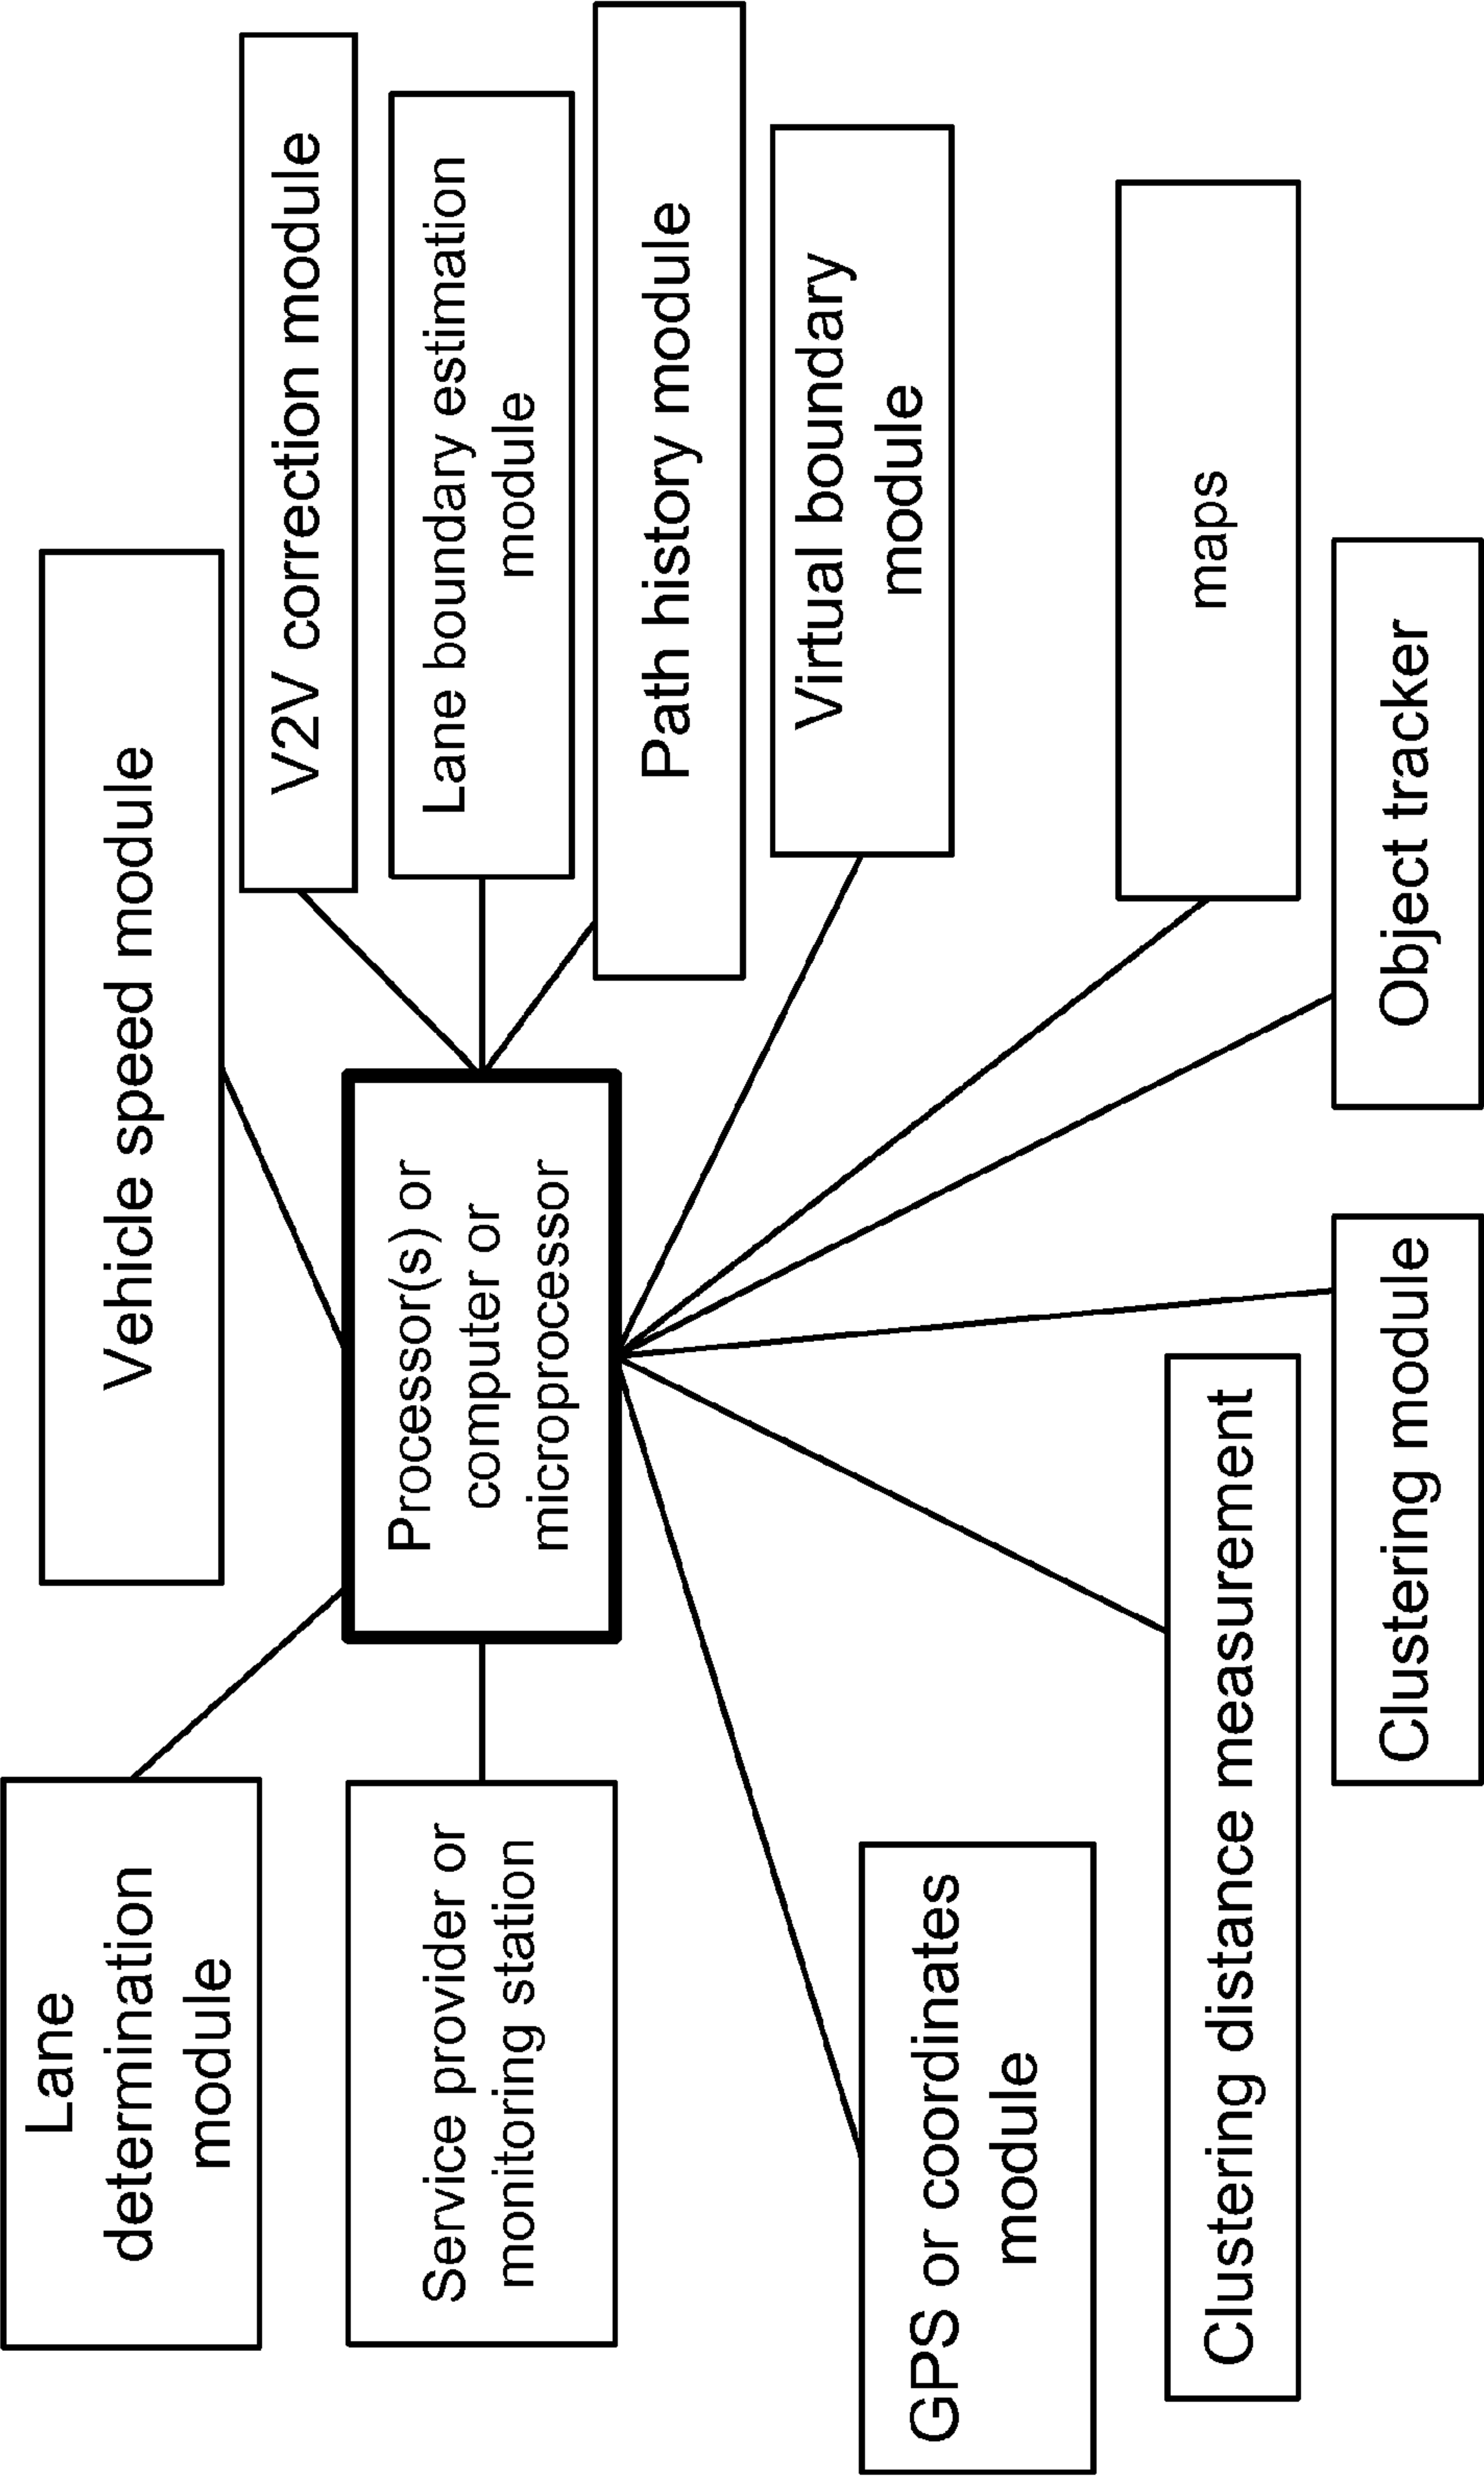 Lane
determination
module
Vehicle speed module
V2V correction module
Service provider or
monitoring station
Processor(s) or
computer or
microprocessor
Lane boundary estimation
module
Path history module
Virtual boundary
module
GPS or coordinates
module
maps
Clustering distance measurement
Clustering module
Object tracker